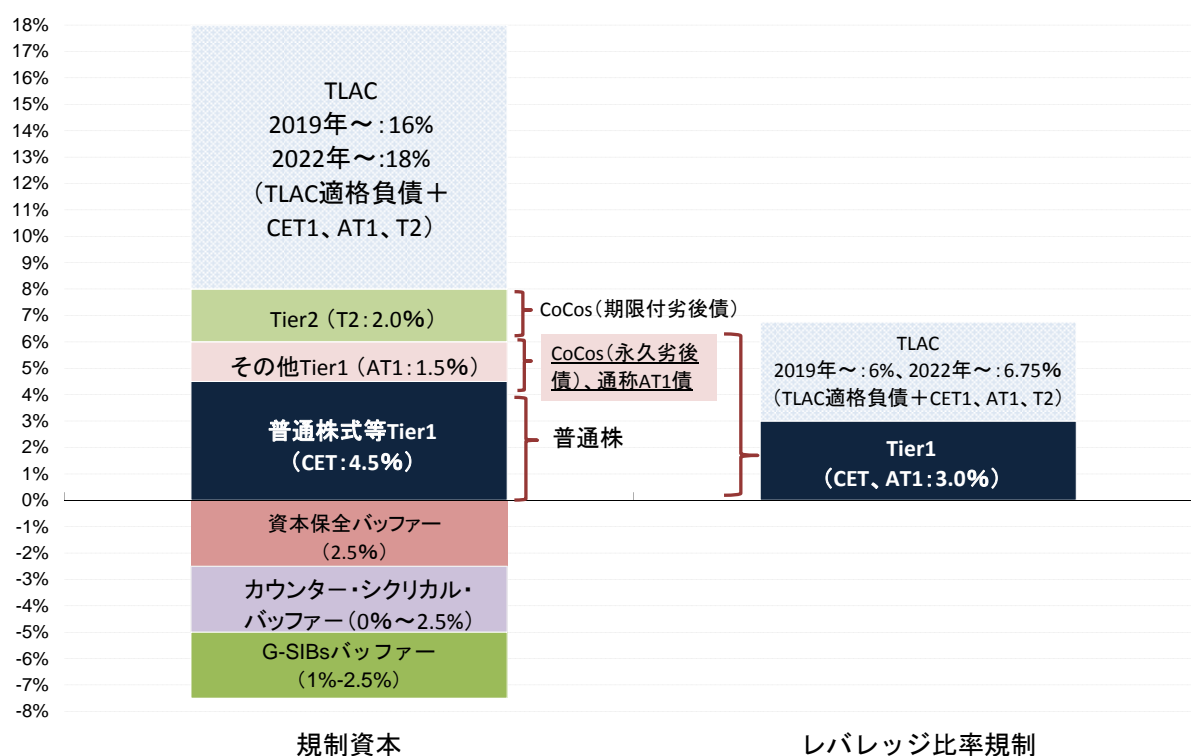 18%
17%
16%
15%
14%
13%
12%
11%
10%
9%
8%
7%
6%
5%
4%
3%
2%
1%
0%
-1%
-2%
-3%
-4%
-5%
-6%
-7%
-8%
TLAC
2019年～：16%
2022年～：18%
（TLAC適格負債＋
CET1、AT1、T2）
Tier2（T2：2.0%）
その他Tier1（AT1：1.5%）
普通株式等Tier1
（CET：4.5%）
資本保全バッファー
（2.5%）
カウンター・シクリカル・
バッファー（0%～2.5%）
G-SIBsバッファー
（1%-2.5%）
CoCos（期限付劣後債）
CoCos（永久劣後
債）、通称AT1債
普通株
TLAC
2019年～：6%、2022年～：6.75%
（TLAC適格負債＋CET1、AT1、T2）
Tier1
（CET、AT1：3.0%）
規制資本
レバレッジ比率規制